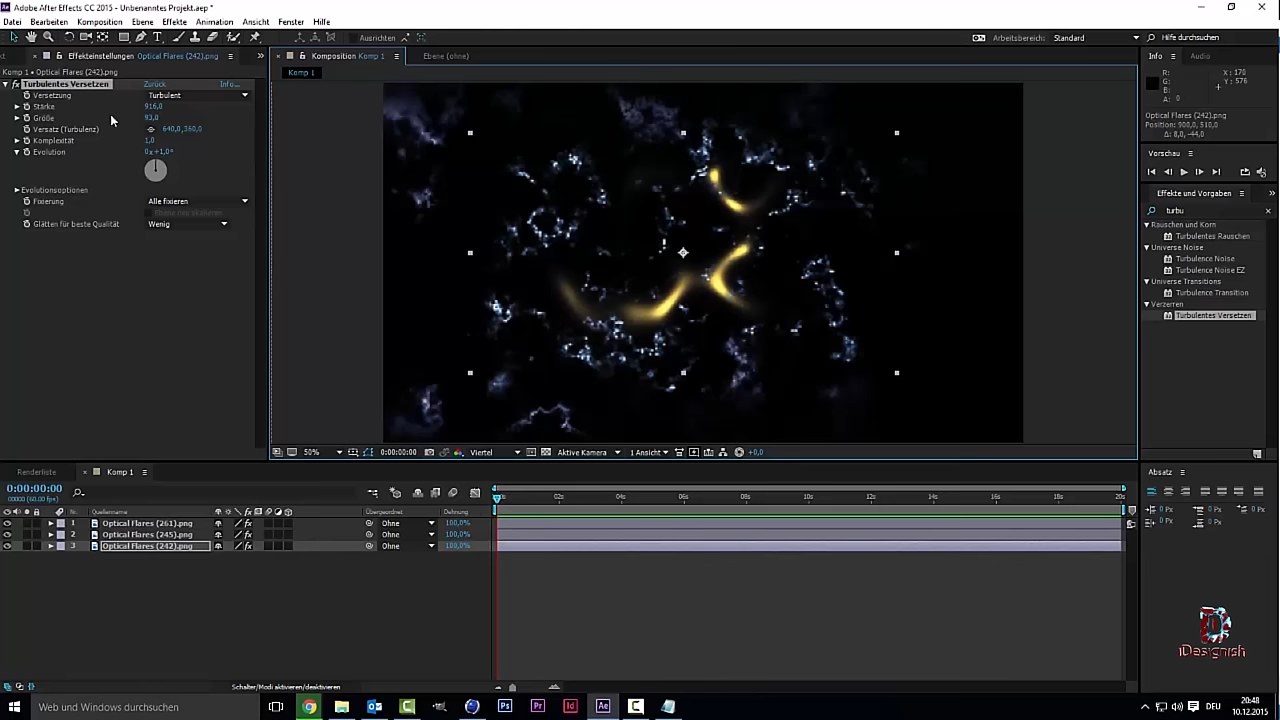 Adobe After Effects CC 2015 - Unbenanntes Projekt.aep *
Datei Bearbeiten Komposition Ebene Effekte Animation Ansicht Fenster Hilfe
Ausrichten
Arbeitsbereich: Standard
Hilfe durchsuchen
Effekteinstellungen Optical Flares (242).png
Komposition Komp 1
Ebene (ohne)
Info Audio
Komp 1 • Optical Flares (242).png
Komp 1
Turbulentes Versetzen Zurück Info...
Versetzung Turbulent
Stärke 916,0
Größe 93,0
Versatz (Turbulenz) 640,0,360,0
Komplexität 1,0
Evolution 0x+1,0°
Evolutionsoptionen
Fixierung Alle fixieren
Glätten für beste Qualität Wenig
R:
G:
B:
A: 0
X: 170
Y: 576
Optical Flares (242).png
Position: 900,0, 510,0
Δ: 8,0, -44,0
Vorschau
Effekte und Vorgaben
turbu
Rauschen und Korn
Turbulentes Rauschen
Universe Noise
Turbulence Noise
Turbulence Noise EZ
Universe Transitions
Turbulence Transition
Verzerren
Turbulentes Versetzen
50% 0:00:00:00 Viertel Aktive Kamera 1 Ansicht +0,0
Renderliste Komp 1
Absatz
0:00:00:00
00000 (60.00 fps)
02s 04s 06s 08s 10s 12s 14s 16s 18s 20s
Nr. Quellenname Übergeordnet Dehnung
1 Optical Flares (261).png Ohne 100,0%
2 Optical Flares (245).png Ohne 100,0%
3 Optical Flares (242).png Ohne 100,0%
0 Px 0 Px 0 Px
0 Px 0 Px
iDesignish
Schalter/Modi aktivieren/deaktivieren
Web und Windows durchsuchen
DEU
20:48
10.12.2015